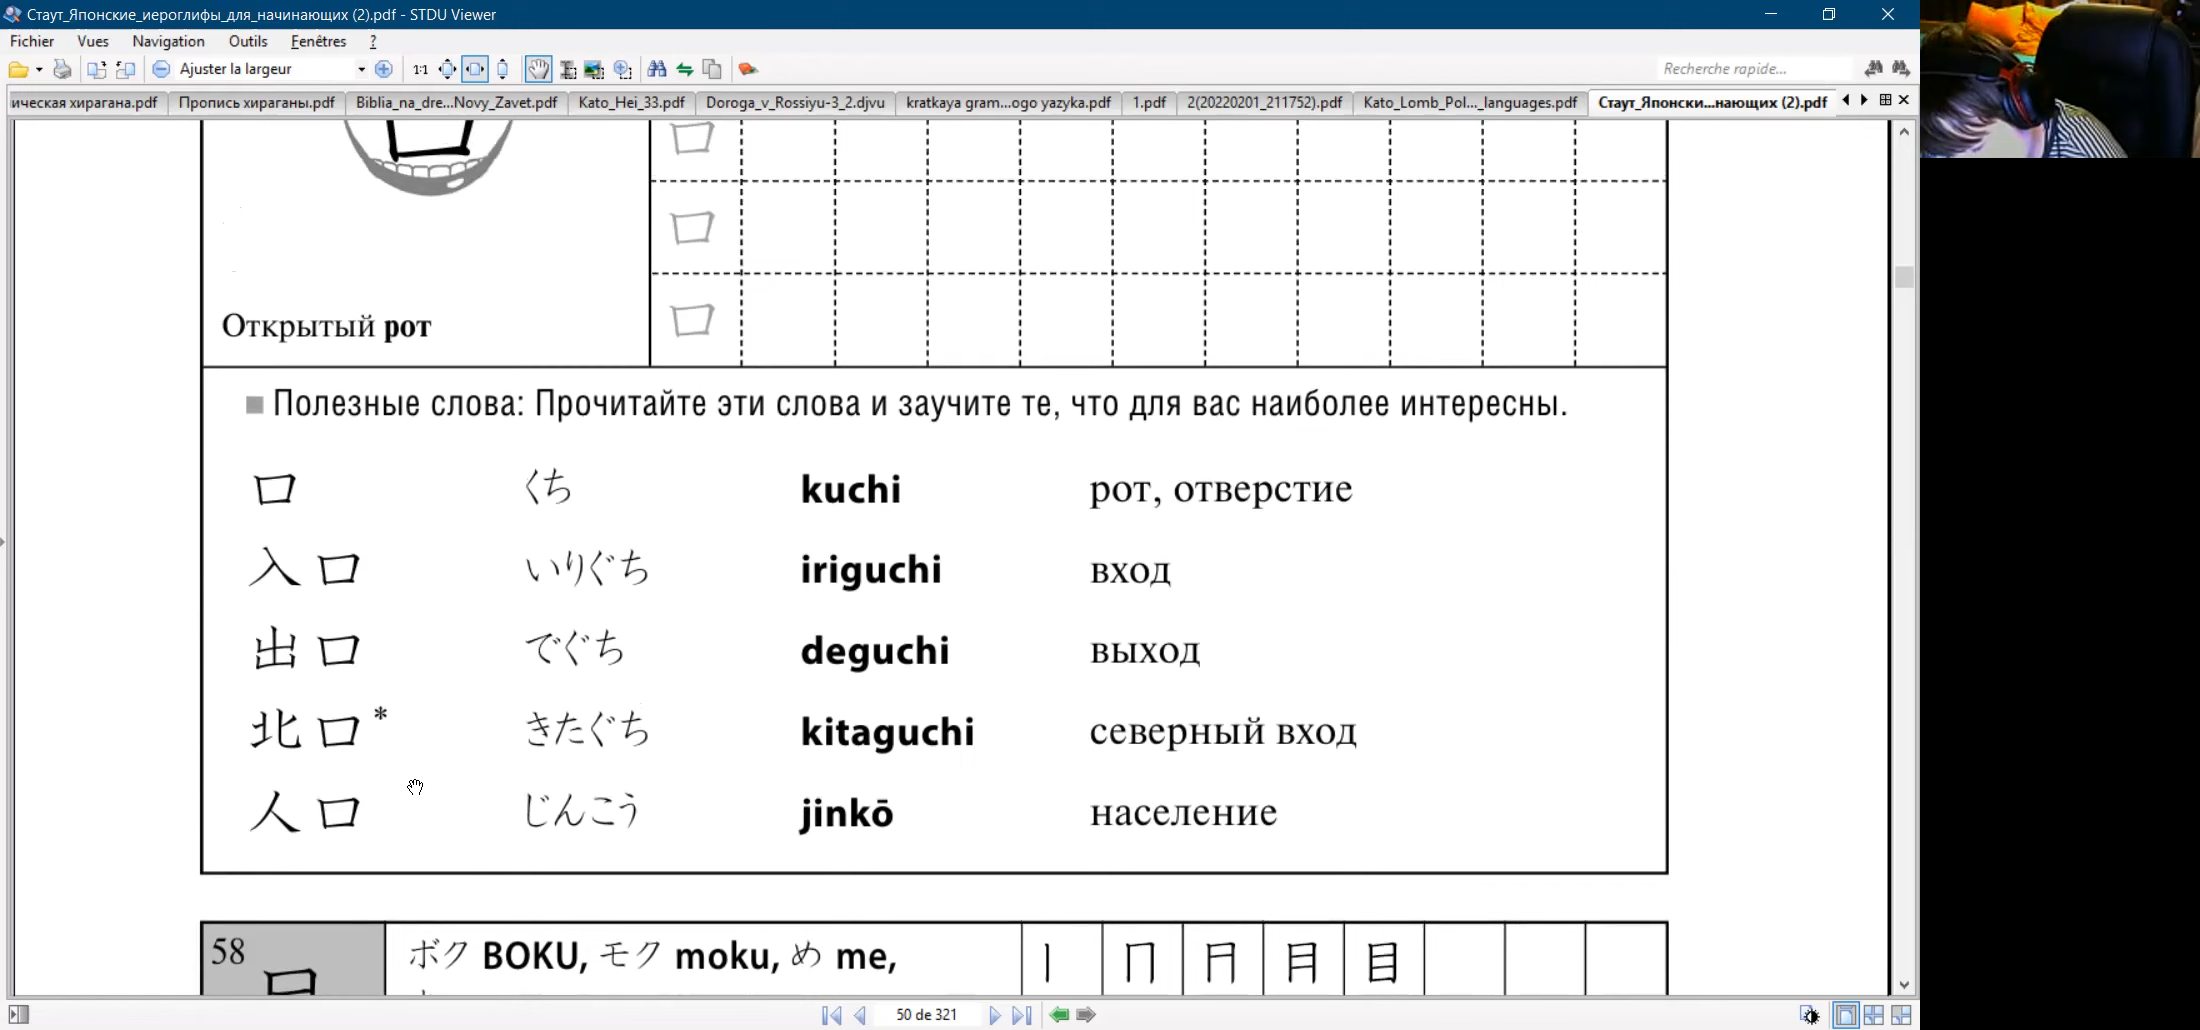 Стаут_Японские_иероглифы_для_начинающих (2).pdf - STDU Viewer
Fichier Vues Navigation Outils Fenêtres ?
Ajuster la largeur 1:1 Recherche rapide...
ическая хирагана.pdf Пропись хираганы.pdf Biblia_na_dre...Novy_Zavet.pdf Kato_Hei_33.pdf Doroga_v_Rossiyu-3_2.djvu kratkaya gram...ogo yazyka.pdf 1.pdf 2(20220201_211752).pdf Kato_Lomb_Pol..._languages.pdf Стаут_Японски...нающих (2).pdf
口
口
口
Открытый рот
Полезные слова: Прочитайте эти слова и заучите те, что для вас наиболее интересны.
口 くち kuchi рот, отверстие
入口 いりぐち iriguchi вход
出口 でぐち deguchi выход
北口* きたぐち kitaguchi северный вход
人口 じんこう jinkō население
58 ボク BOKU, モク moku, め me,
50 de 321